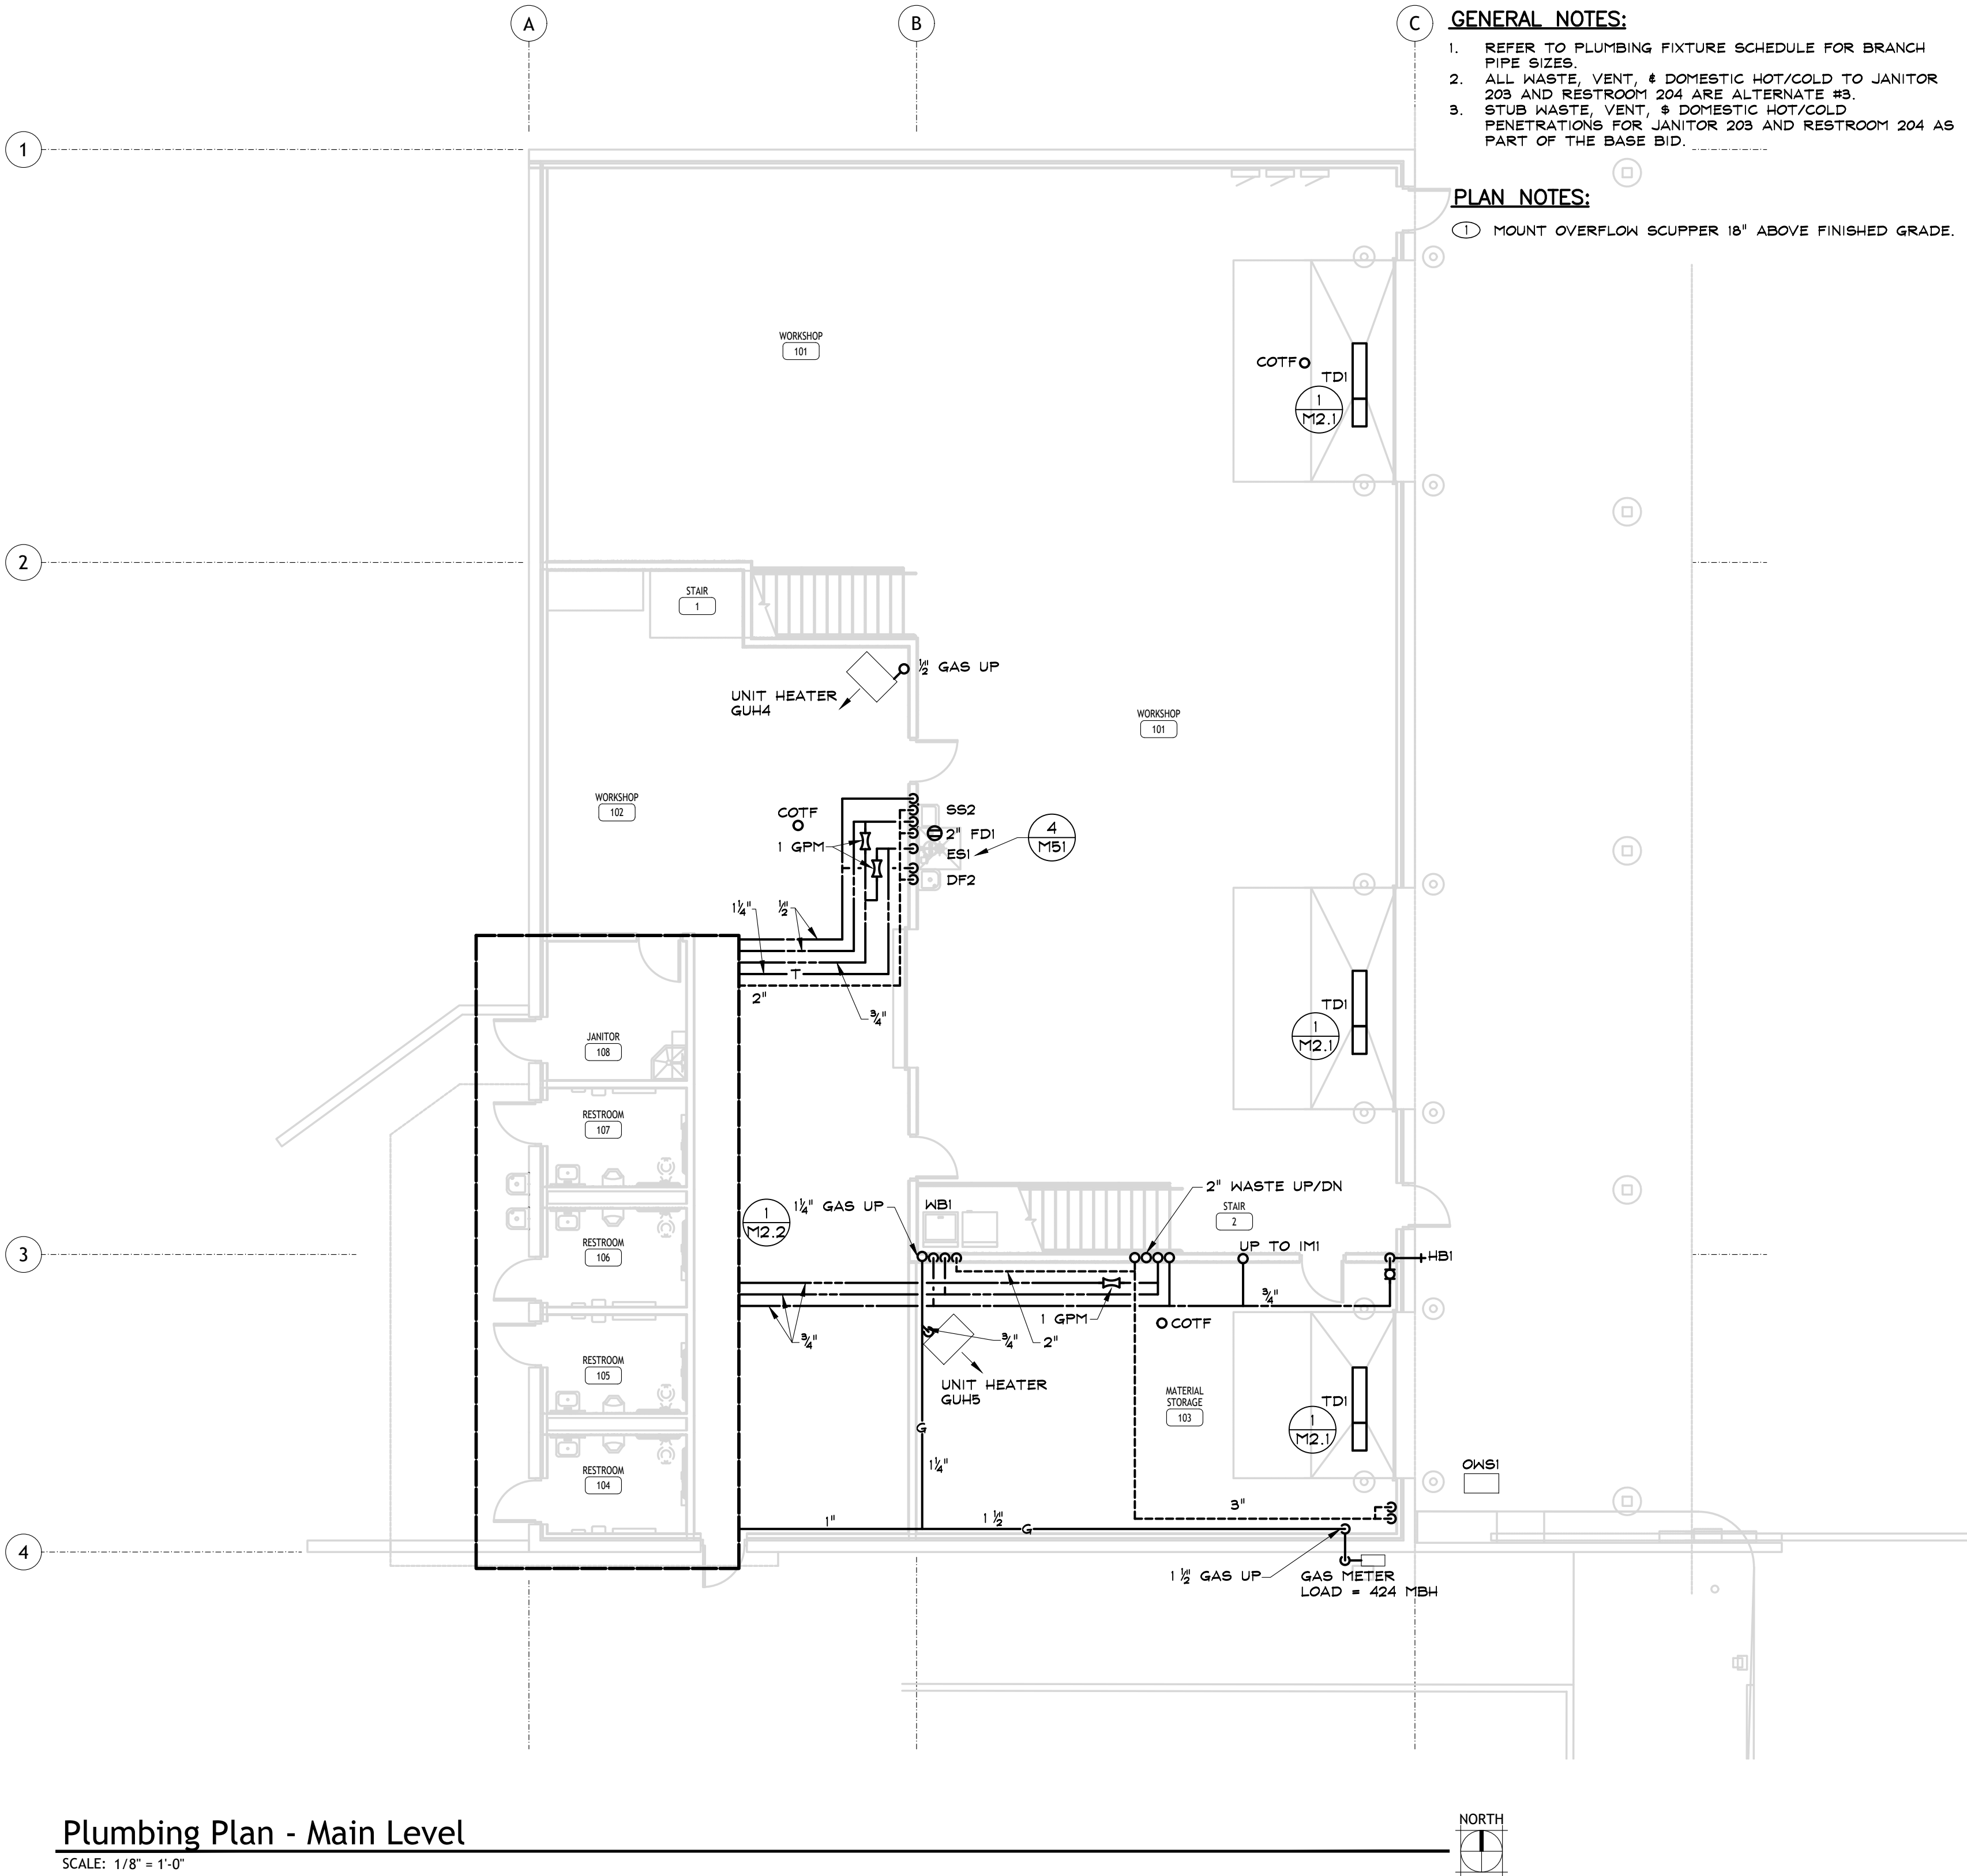 A
B
C
GENERAL NOTES:
1. REFER TO PLUMBING FIXTURE SCHEDULE FOR BRANCH
PIPE SIZES.
2. ALL WASTE, VENT, & DOMESTIC HOT/COLD TO JANITOR
203 AND RESTROOM 204 ARE ALTERNATE #3.
3. STUB WASTE, VENT, $ DOMESTIC HOT/COLD
PENETRATIONS FOR JANITOR 203 AND RESTROOM 204 AS
PART OF THE BASE BID.
1
PLAN NOTES:
1 MOUNT OVERFLOW SCUPPER 18" ABOVE FINISHED GRADE.
WORKSHOP
101
COTF
TD1
1
M2.1
2
STAIR
1
½" GAS UP
UNIT HEATER
GUH4
WORKSHOP
101
WORKSHOP
102
COTF
1 GPM
SS2
2" FD1
ES1
DF2
4
M51
1¼"
½"
T
2"
¾"
TD1
1
M2.1
JANITOR
108
RESTROOM
107
1
M2.2
1¼" GAS UP
WB1
2" WASTE UP/DN
STAIR
2
3
RESTROOM
106
UP TO IM1
HB1
¾"
1 GPM
COTF
¾"
¾"
2"
RESTROOM
105
UNIT HEATER
GUH5
MATERIAL
STORAGE
103
TD1
1
M2.1
G
1¼"
OWS1
RESTROOM
104
3"
1"
1 ½"
G
4
1 ½" GAS UP
GAS METER
LOAD = 424 MBH
Plumbing Plan - Main Level
SCALE: 1/8" = 1'-0"
NORTH